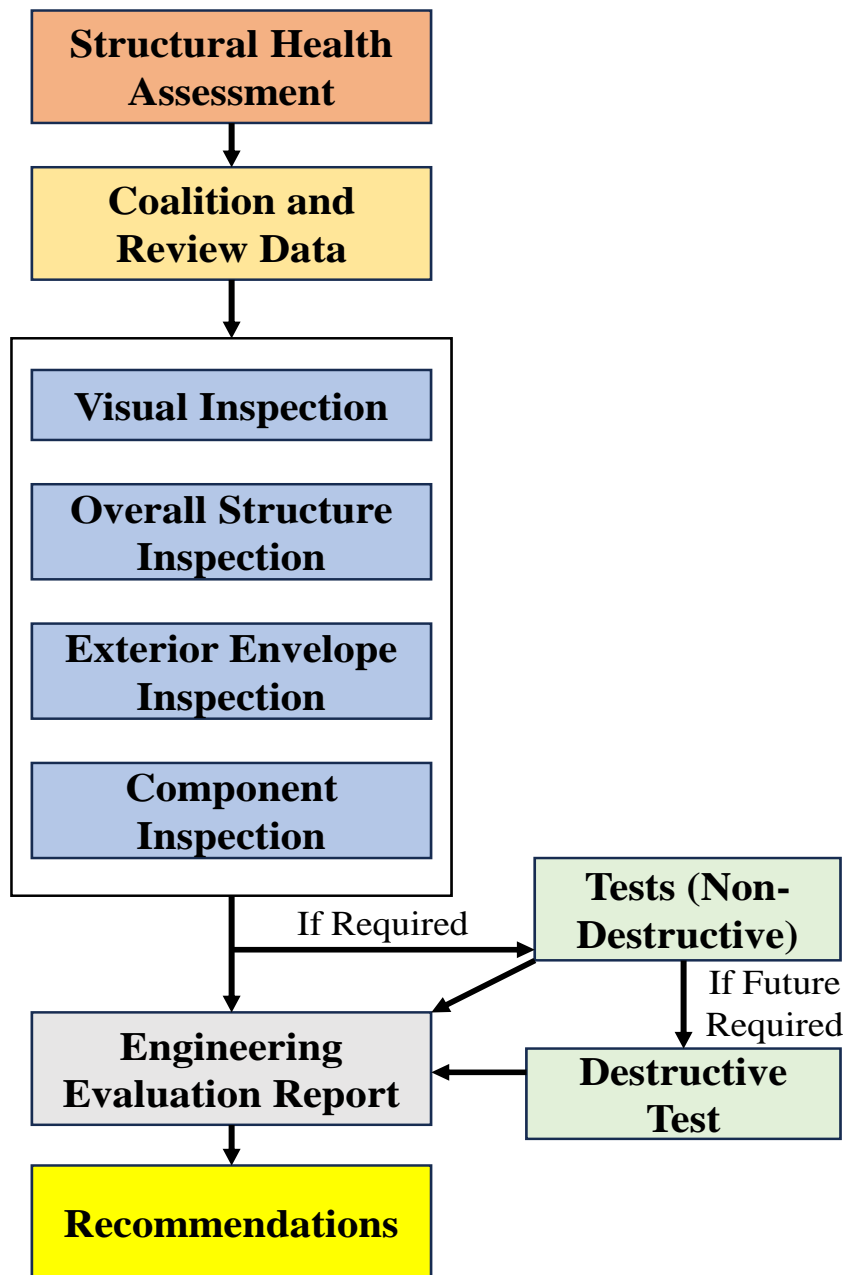 Structural Health
Assessment
Coalition and
Review Data
Visual Inspection
Overall Structure
Inspection
Exterior Envelope
Inspection
Component
Inspection
If Required
Tests (Non-
Destructive)
If Future
Required
Destructive
Test
Engineering
Evaluation Report
Recommendations